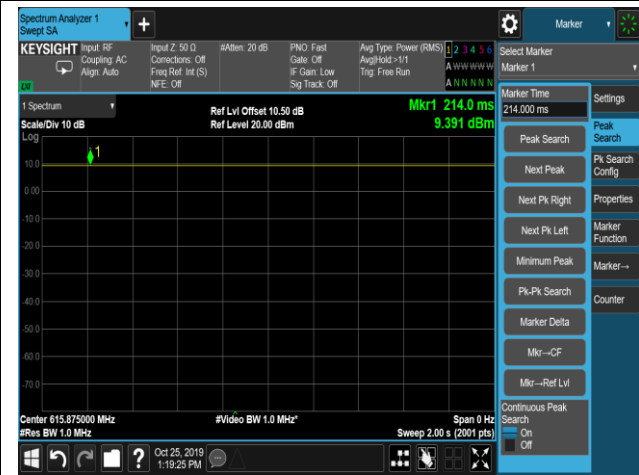 Spectrum Analyzer 1
Swept SA
+
Marker
KEYSIGHT
Input: RF
Coupling: AC
Align: Auto
Input Z: 50 Ω
Corrections: Off
Freq Ref: Int (S)
NFE: Off
#Atten: 20 dB
PNO: Fast
Gate: Off
IF Gain: Low
Sig Track: Off
Avg Type: Power (RMS)
Avg|Hold:>1/1
Trig: Free Run
1 2 3 4 5 6
A W W W W W
A N N N N N
Select Marker
Marker 1
1 Spectrum
Scale/Div 10 dB
Log
Ref Lvl Offset 10.50 dB
Ref Level 20.00 dBm
Mkr1 214.0 ms
9.391 dBm
1
10.0
0.00
-10.0
-20.0
-30.0
-40.0
-50.0
-60.0
-70.0
Center 615.875000 MHz
#Res BW 1.0 MHz
#Video BW 1.0 MHz*
Span 0 Hz
Sweep 2.00 s (2001 pts)
Marker Time
214.000 ms
Peak Search
Next Peak
Next Pk Right
Next Pk Left
Minimum Peak
Pk-Pk Search
Marker Delta
Mkr→CF
Mkr→Ref Lvl
Continuous Peak
Search
On
Off
Settings
Peak
Search
Pk Search
Config
Properties
Marker
Function
Marker→
Counter
?
Oct 25, 2019
1:19:25 PM